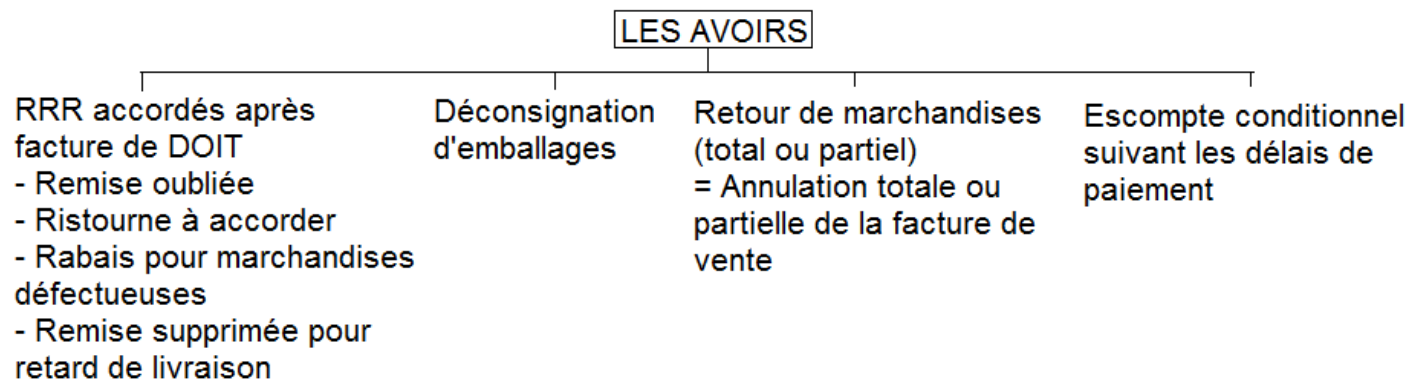 LES AVOIRS
RRR accordés après
facture de DOIT
- Remise oubliée
- Ristourne à accorder
- Rabais pour marchandises
défectueuses
- Remise supprimée pour
retard de livraison
Déconsignation
d'emballages
Retour de marchandises
(total ou partiel)
= Annulation totale ou
partielle de la facture de
vente
Escompte conditionnel
suivant les délais de
paiement